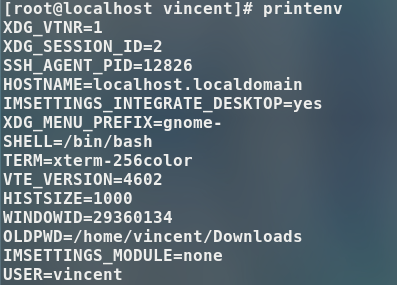 [root@localhost vincent]# printenv
XDG_VTNR=1
XDG_SESSION_ID=2
SSH_AGENT_PID=12826
HOSTNAME=localhost.localdomain
IMSETTINGS_INTEGRATE_DESKTOP=yes
XDG_MENU_PREFIX=gnome-
SHELL=/bin/bash
TERM=xterm-256color
VTE_VERSION=4602
HISTSIZE=1000
WINDOWID=29360134
OLDPWD=/home/vincent/Downloads
IMSETTINGS_MODULE=none
USER=vincent